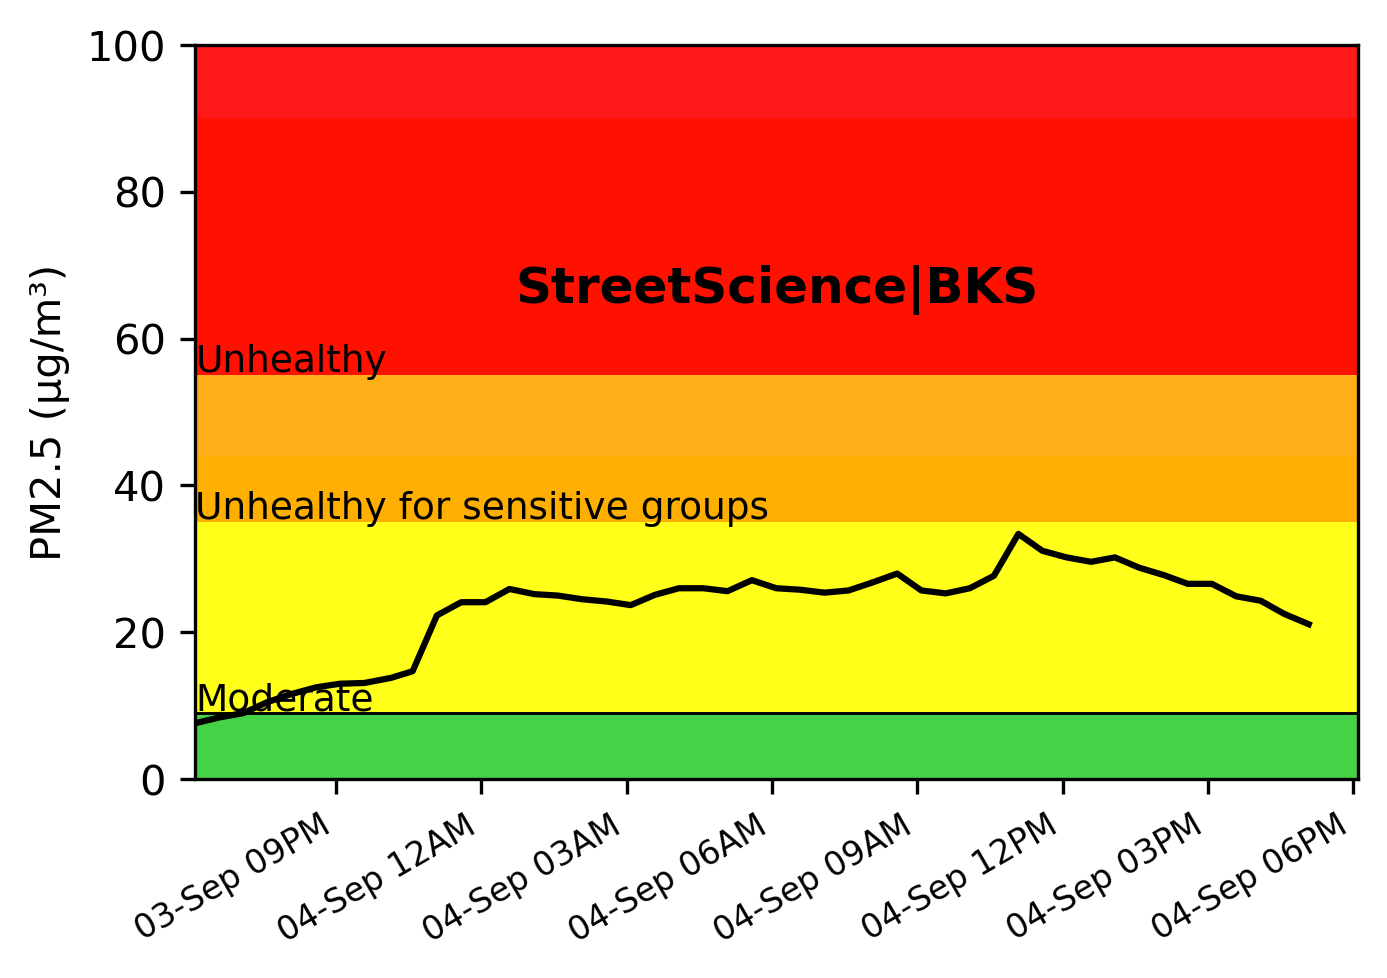 100
80
60
40
20
0
PM2.5 (μg/m³)
StreetScience|BKS
Unhealthy
Unhealthy for sensitive groups
Moderate
03-Sep 09PM
04-Sep 12AM
04-Sep 03AM
04-Sep 06AM
04-Sep 09AM
04-Sep 12PM
04-Sep 03PM
04-Sep 06PM